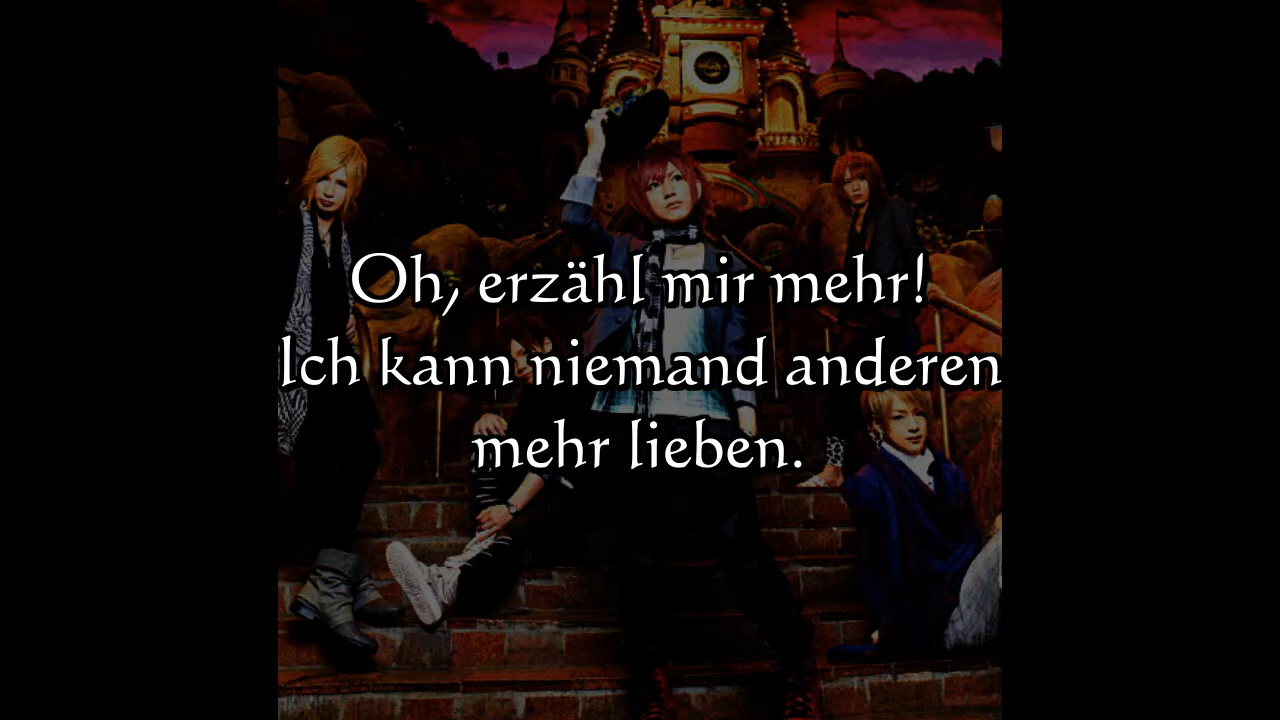 Oh, erzähl mir mehr!
Ich kann niemand anderen
mehr lieben.